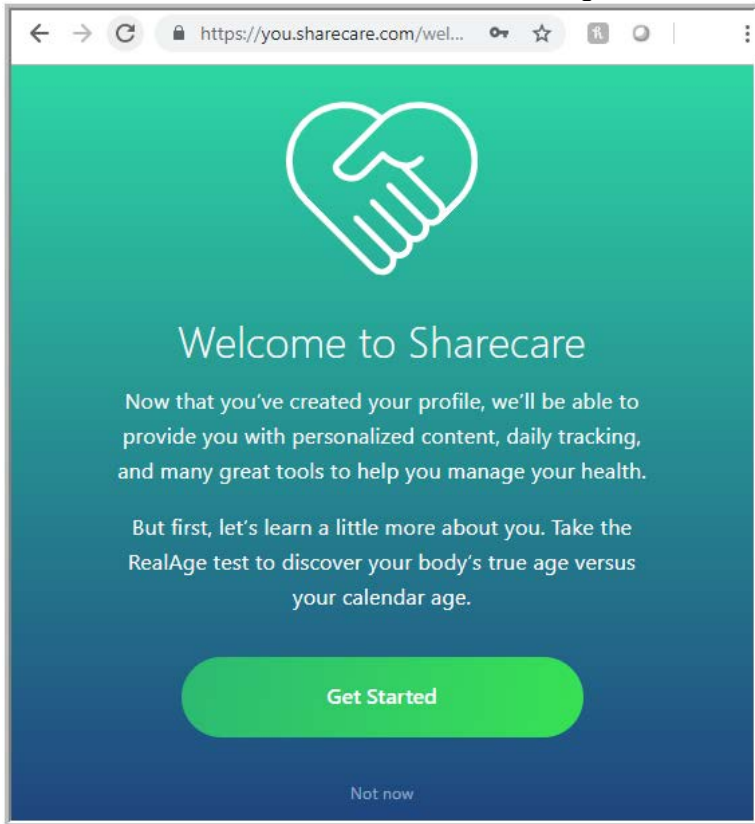 https://you.sharecare.com/wel...
Welcome to Sharecare
Now that you've created your profile, we'll be able to
provide you with personalized content, daily tracking,
and many great tools to help you manage your health.
But first, let's learn a little more about you. Take the
RealAge test to discover your body's true age versus
your calendar age.
Get Started
Not now